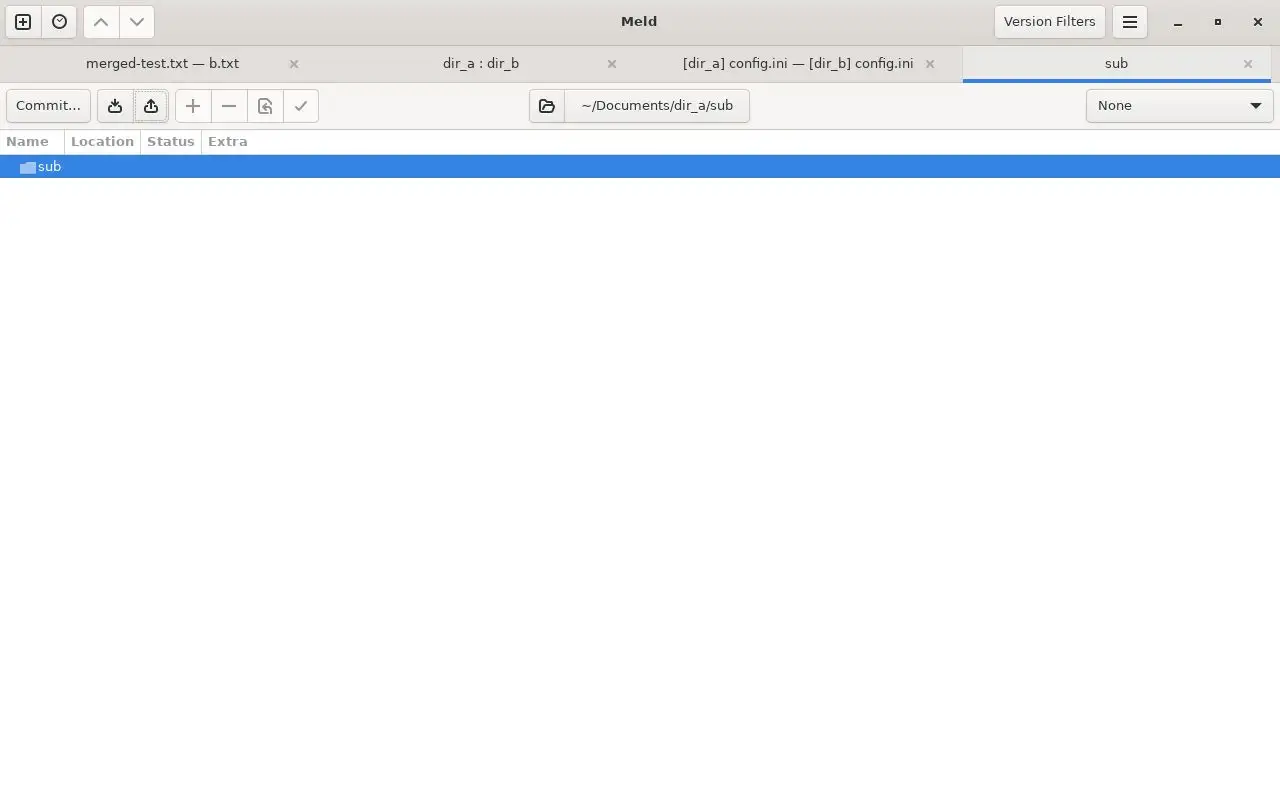 Meld
Version Filters
merged-test.txt — b.txt
dir_a : dir_b
[dir_a] config.ini — [dir_b] config.ini
sub
Commit...
~/Documents/dir_a/sub
None
Name Location Status Extra
sub